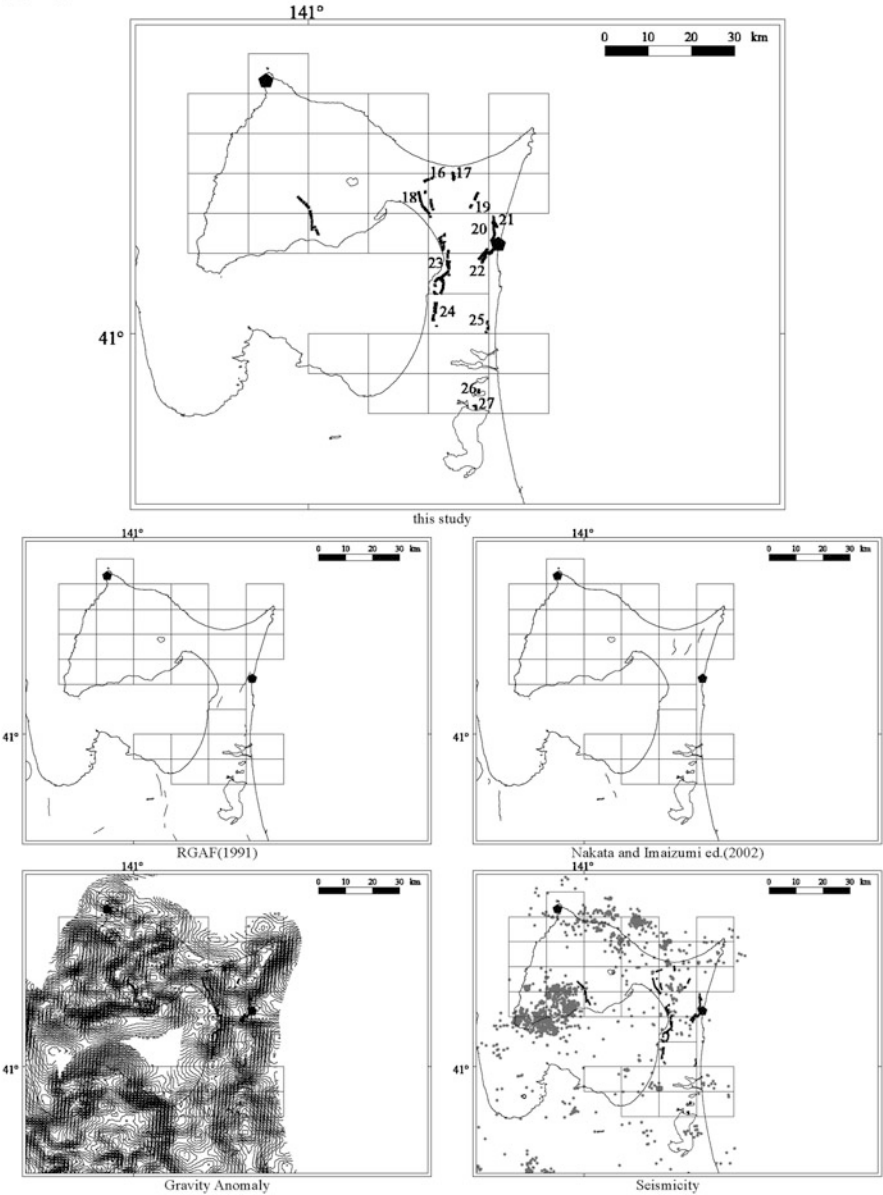 141°
0 10 20 30 km
16 17
18
19
21
20
23
22
24
25
41°
26
27
this study
141°
0 10 20 30 km
41°
RGAF(1991)
141°
0 10 20 30 km
41°
Nakata and Imaizumi ed.(2002)
141°
0 10 20 30 km
41°
Gravity Anomaly
141°
0 10 20 30 km
41°
Seismicity